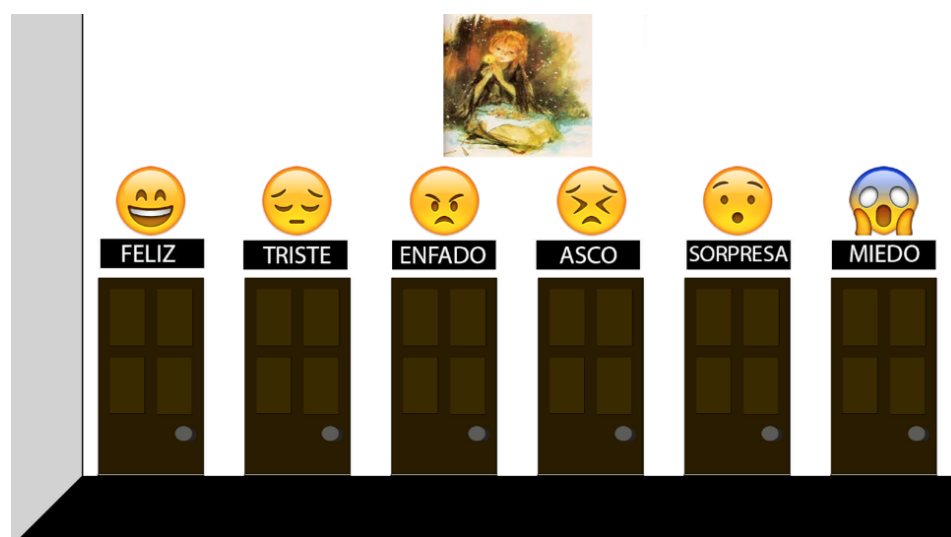 FELIZ
TRISTE
ENFADO
ASCO
SORPRESA
MIEDO